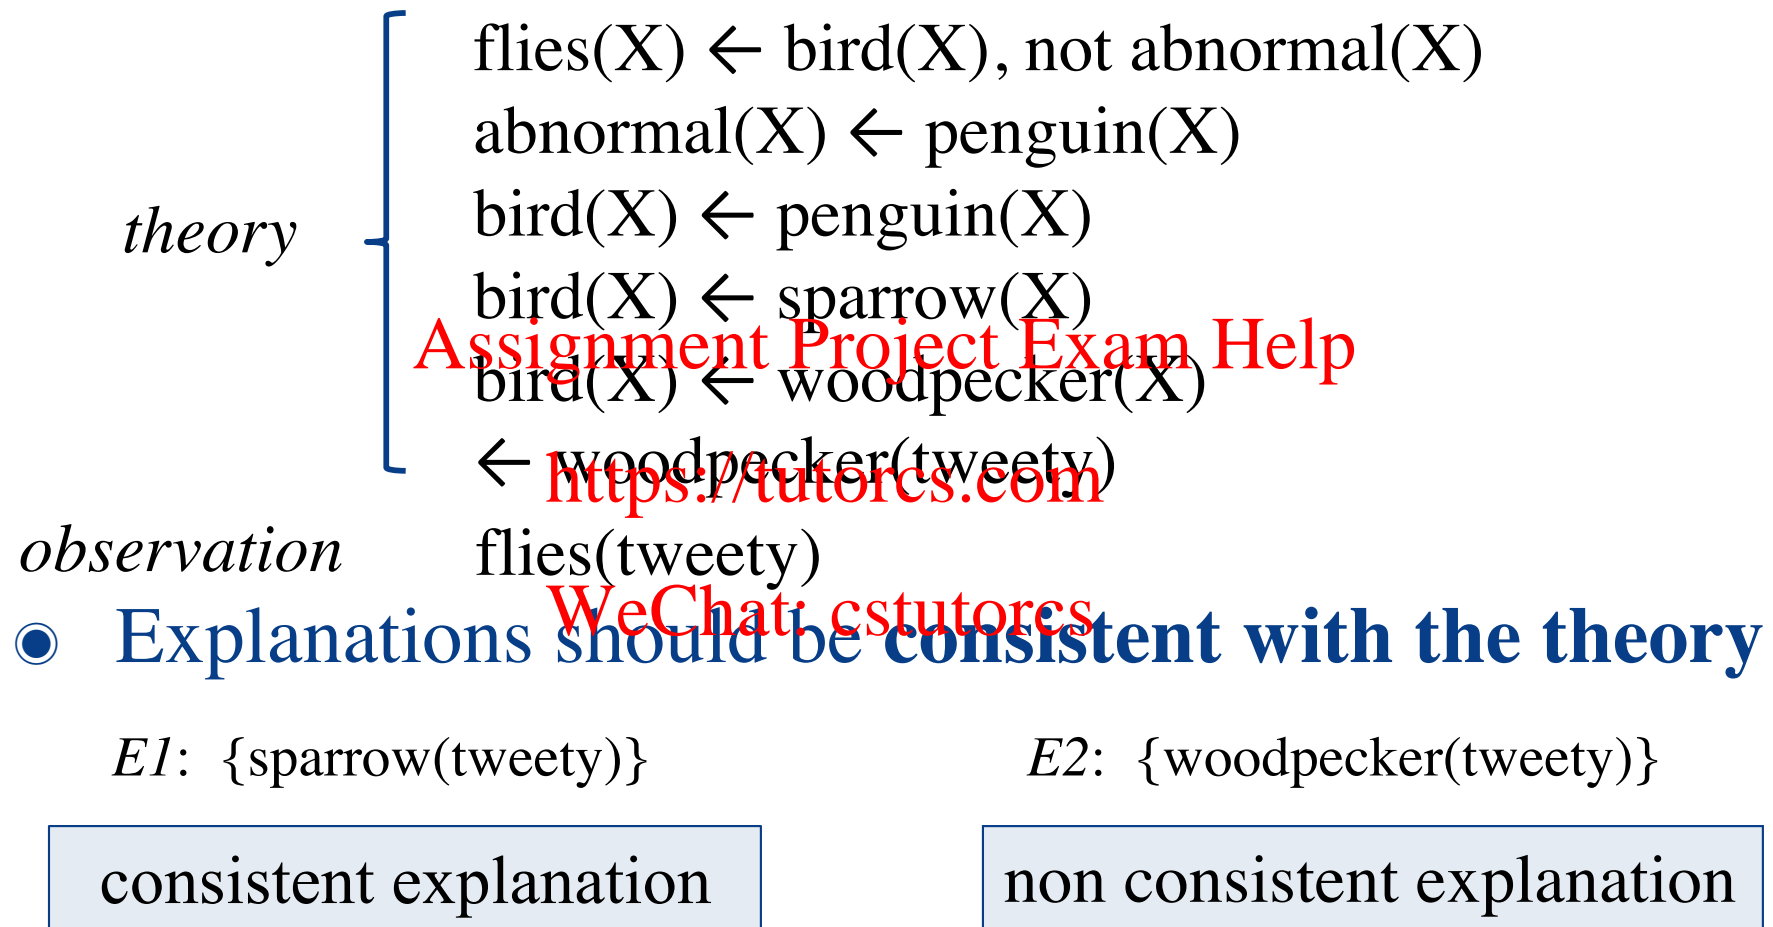 flies(X) ← bird(X), not abnormal(X)
abnormal(X) ← penguin(X)
bird(X) ← penguin(X)
theory
bird(X) ← sparrow(X)
Assignment Project Exam Help
bird(X) ← woodpecker(X)
← woodpecker(tweety)
https://tutorcs.com
observation flies(tweety)
WeChat: cstutorcs
◉ Explanations should be consistent with the theory
E1: {sparrow(tweety)} E2: {woodpecker(tweety)}
consistent explanation non consistent explanation